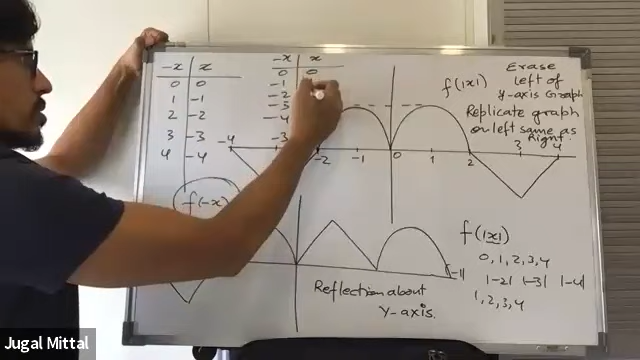 -x x
0 0
1 -1
2 -2
3 -3
4 -4
-x x
0 0
-1
-2
-3
-4
-3
f(|x|)
Erase
left of
y-axis Graph
Replicate graph
on left same as
Right.
-4 -2 -1 0 1 2 3 4
f(-x)
Reflection about
y-axis.
f(|x|)
0, 1, 2, 3, 4
|-1|
|-2| |-3| |-4|
1, 2, 3, 4
Jugal Mittal